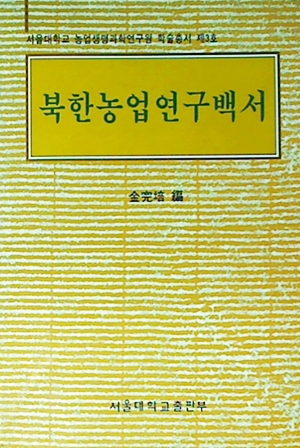 서울대학교 농업생명과학연구원 학술총서 제3호
북한농업연구백서
金完培 編
서울대학교출판부